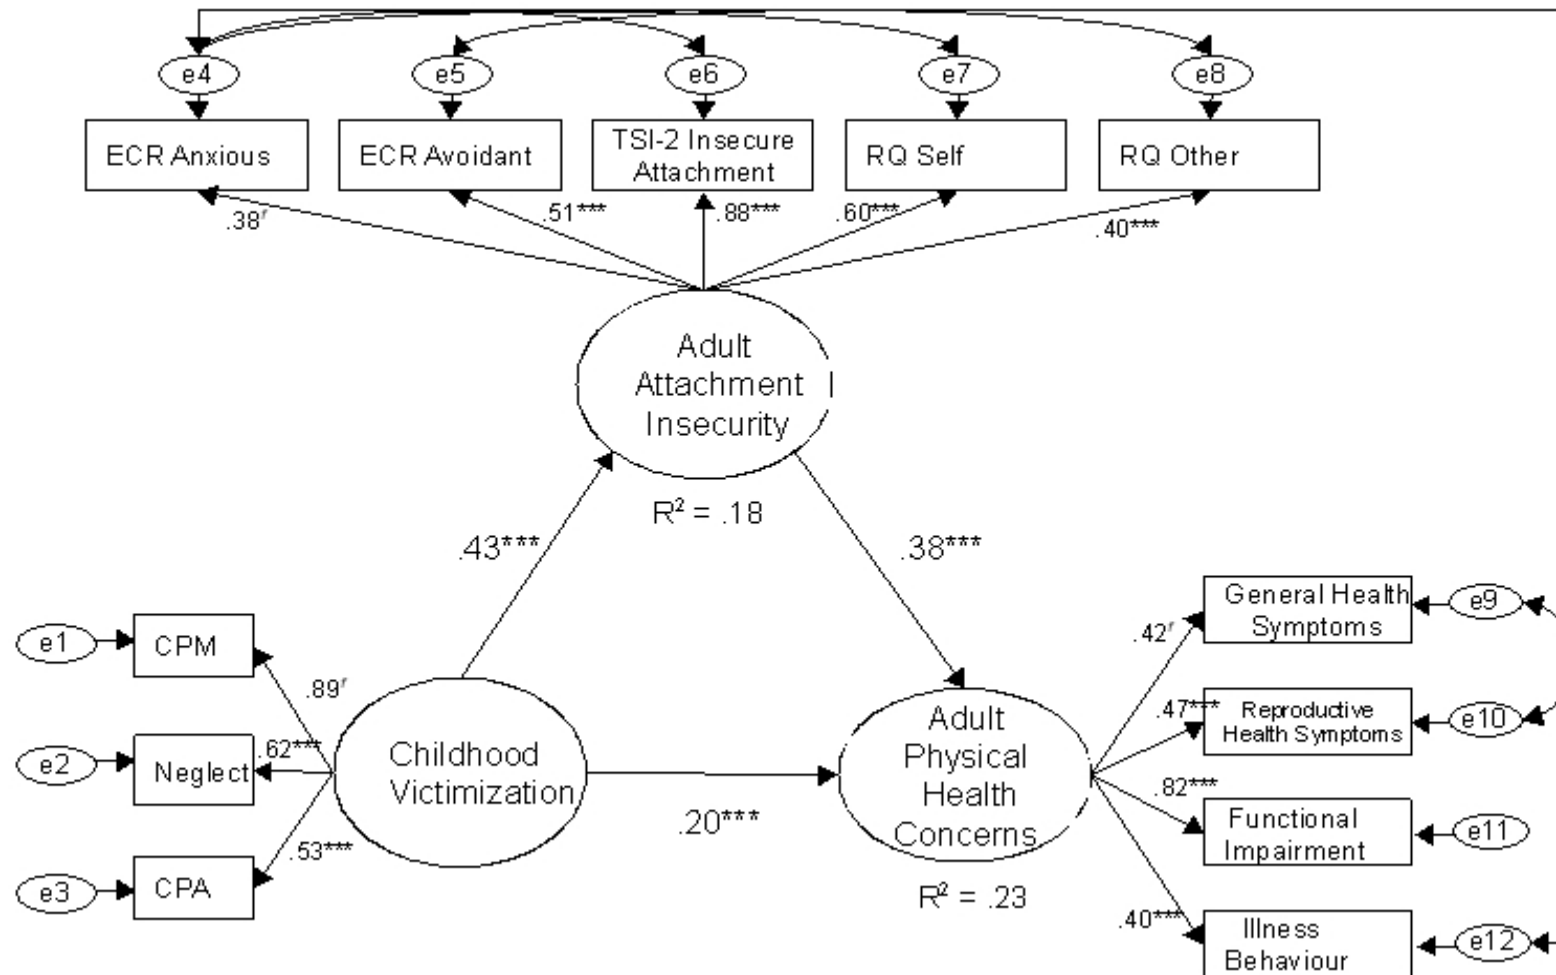 e4
e5
e6
e7
e8
ECR Anxious
ECR Avoidant
TSI-2 Insecure
Attachment
RQ Self
RQ Other
.38ʳ
.51***
.88***
.60***
.40***
Adult
Attachment
Insecurity
R² = .18
.43***
.38***
e1
CPM
.89ʳ
e2
Neglect
.62***
e3
CPA
.53***
Childhood
Victimization
.20***
Adult
Physical
Health
Concerns
R² = .23
.42ʳ
General Health
Symptoms
e9
.47***
Reproductive
Health Symptoms
e10
.82***
Functional
Impairment
e11
.40***
Illness
Behaviour
e12